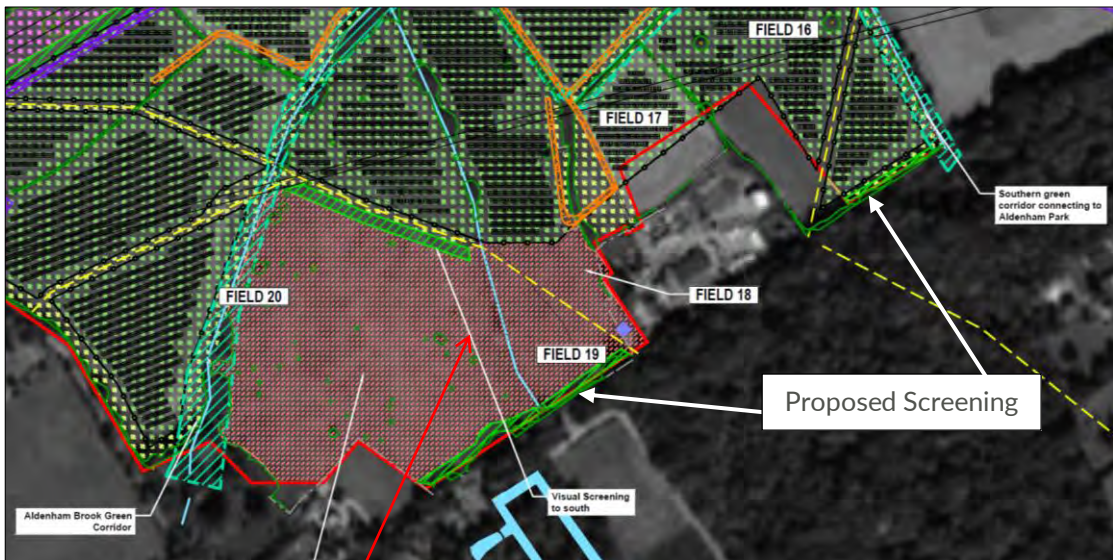 FIELD 16
FIELD 17
Southern green
corridor connecting to
Aldenham Park
FIELD 20
FIELD 18
FIELD 19
Proposed Screening
Visual Screening
to south
Aldenham Brook Green
Corridor